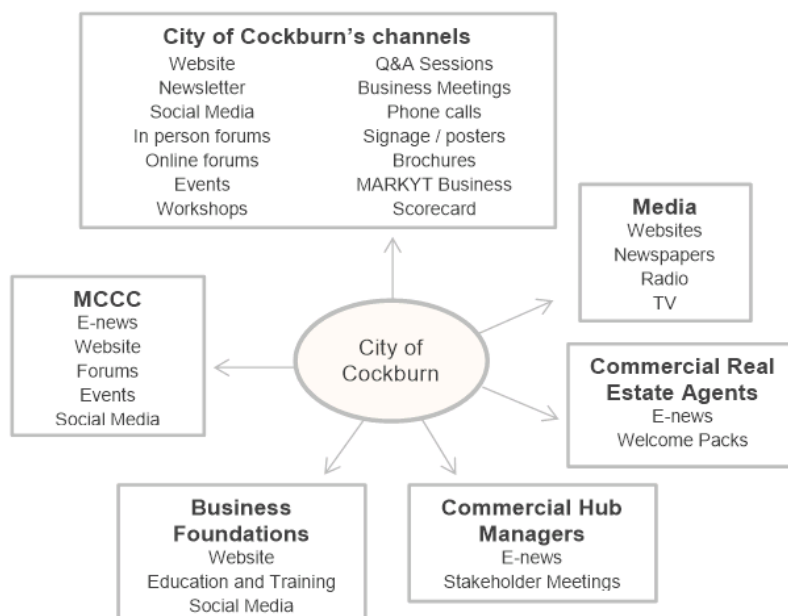 City of Cockburn's channels
Website
Newsletter
Social Media
In person forums
Online forums
Events
Workshops
Q&A Sessions
Business Meetings
Phone calls
Signage / posters
Brochures
MARKYT Business
Scorecard
Media
Websites
Newspapers
Radio
TV
MCCC
E-news
Website
Forums
Events
Social Media
City of
Cockburn
Commercial Real
Estate Agents
E-news
Welcome Packs
Business
Foundations
Website
Education and Training
Social Media
Commercial Hub
Managers
E-news
Stakeholder Meetings